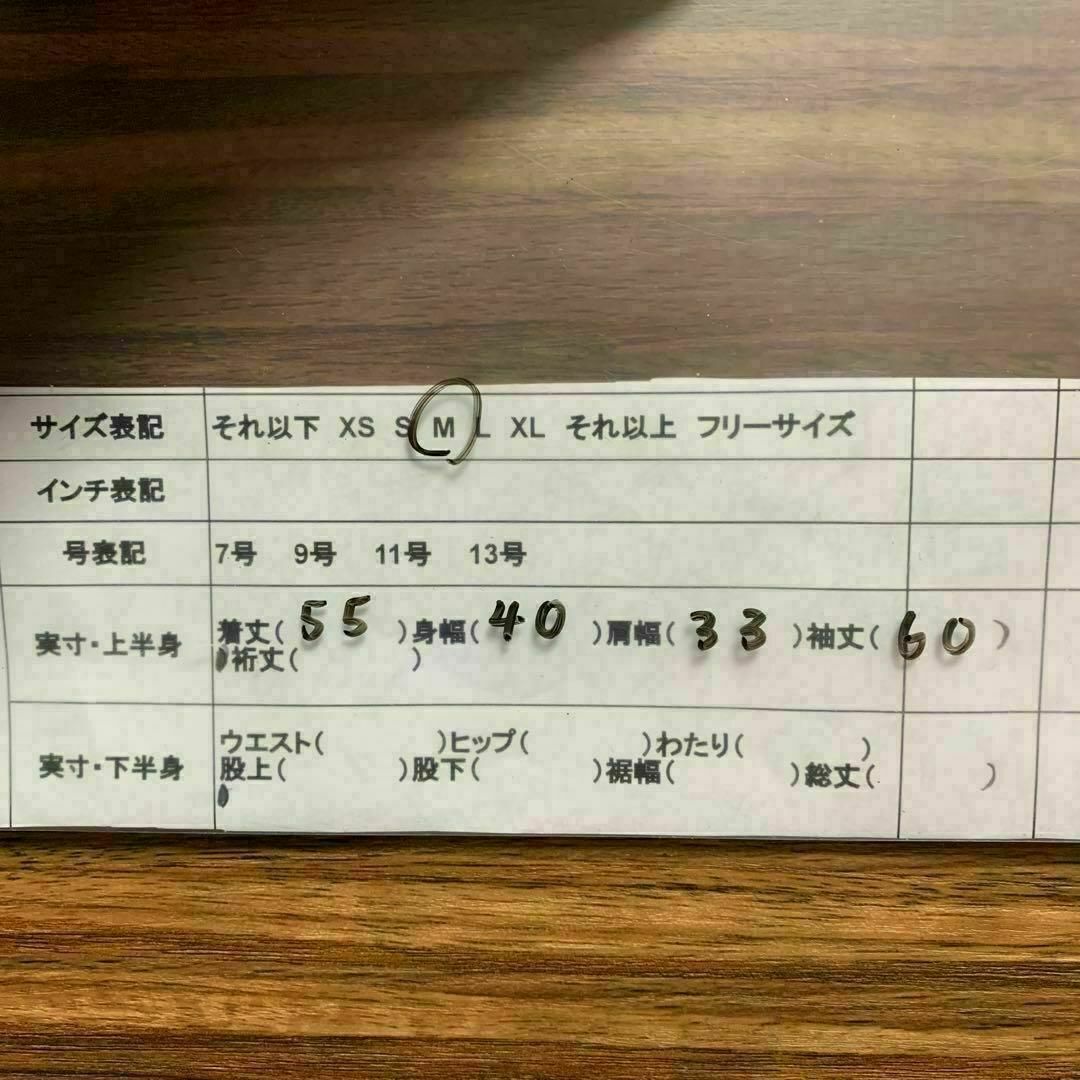 サイズ表記 それ以下 XS S M L XL それ以上 フリーサイズ
インチ表記
号表記 7号 9号 11号 13号
実寸・上半身 着丈( 55 )身幅( 40 )肩幅( 33 )袖丈( 60 )
裄丈( )
実寸・下半身 ウエスト( )ヒップ( )わたり( )
股上( )股下( )裾幅( )総丈( )